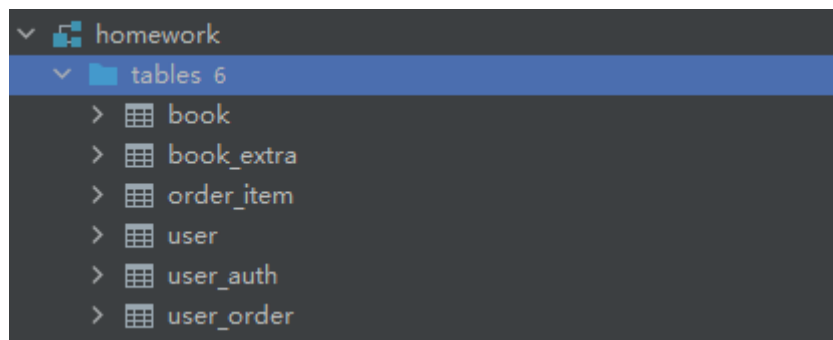 homework
tables 6
book
book_extra
order_item
user
user_auth
user_order